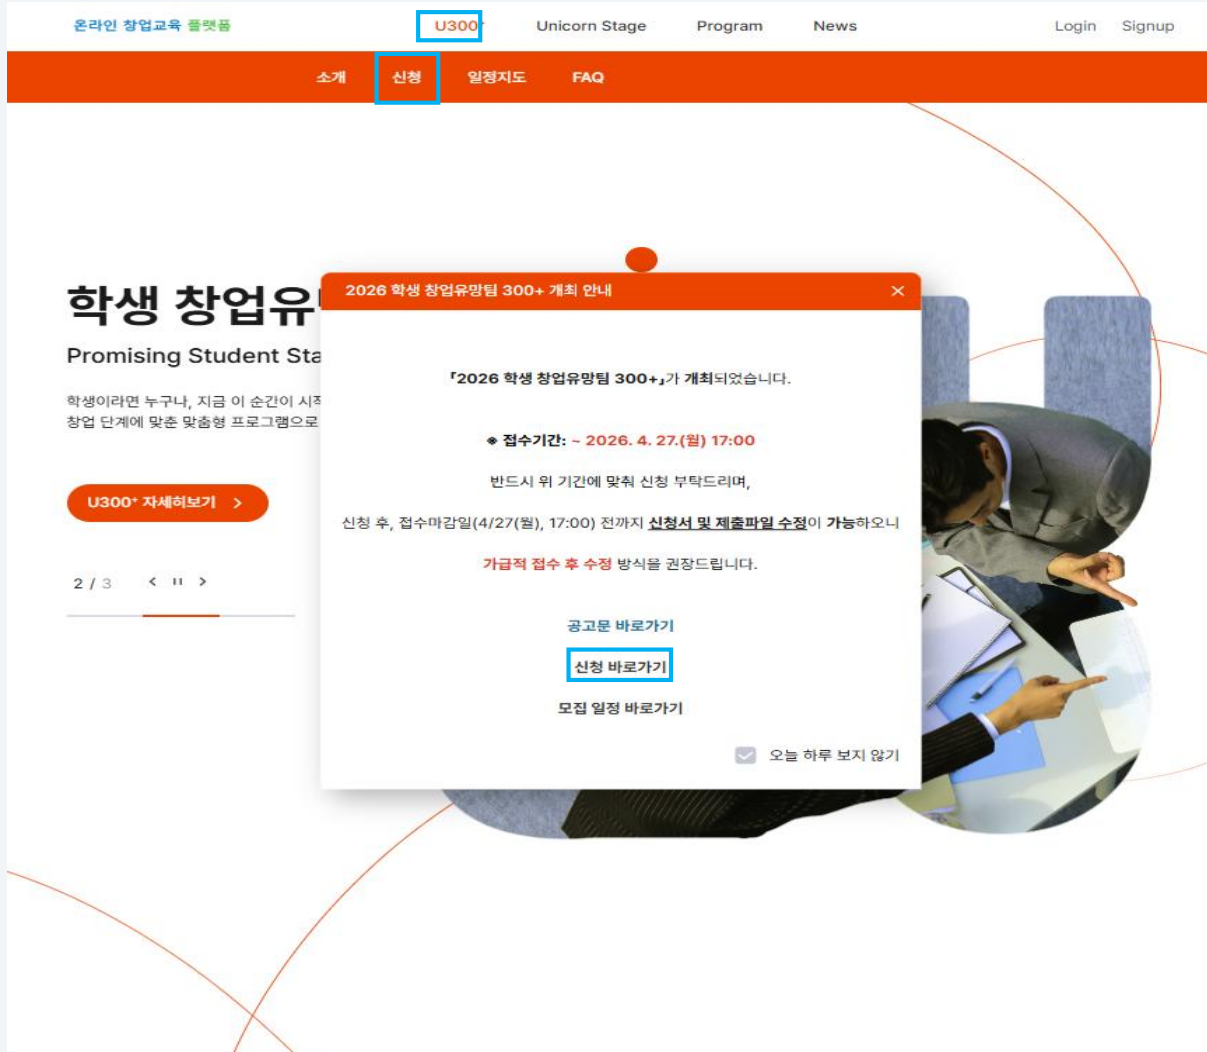 온라인 창업교육 플랫폼
U300+
Unicorn Stage
Program
News
Login
Signup
소개
신청
일정지도
FAQ
학생 창업유
Promising Student Sta
학생이라면 누구나, 지금 이 순간이 시작
창업 단계에 맞춘 맞춤형 프로그램으로
U300+ 자세히보기 >
2 / 3
2026 학생 창업유망팀 300+ 개최 안내
「2026 학생 창업유망팀 300+」가 개최되었습니다.
※ 접수기간: ~ 2026. 4. 27.(월) 17:00
반드시 위 기간에 맞춰 신청 부탁드리며,
신청 후, 접수마감일(4/27(월), 17:00) 전까지 신청서 및 제출파일 수정이 가능하오니
가급적 접수 후 수정 방식을 권장드립니다.
공고문 바로가기
신청 바로가기
모집 일정 바로가기
오늘 하루 보지 않기